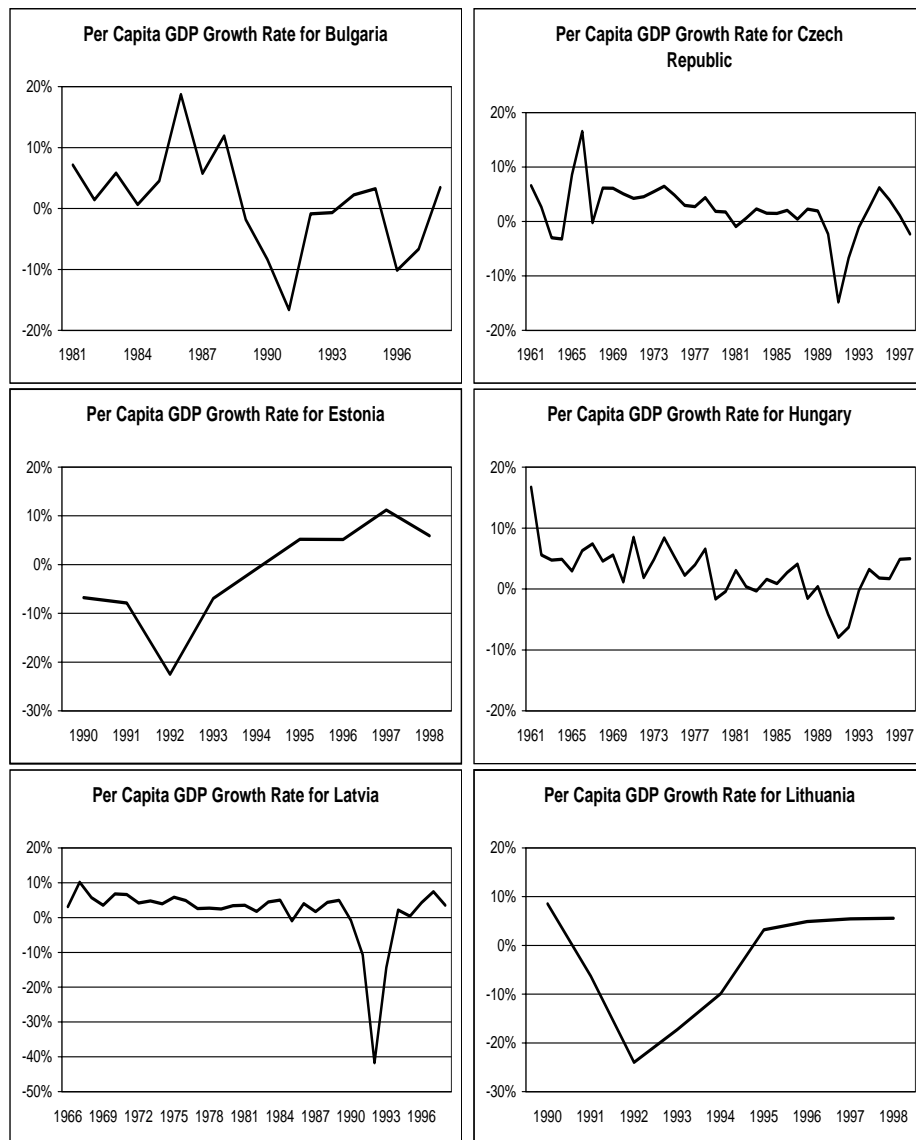 Per Capita GDP Growth Rate for Bulgaria
20%
10%
0%
-10%
-20%
1981 1984 1987 1990 1993 1996
Per Capita GDP Growth Rate for Czech
Republic
20%
10%
0%
-10%
-20%
1961 1965 1969 1973 1977 1981 1985 1989 1993 1997
Per Capita GDP Growth Rate for Estonia
20%
10%
0%
-10%
-20%
-30%
1990 1991 1992 1993 1994 1995 1996 1997 1998
Per Capita GDP Growth Rate for Hungary
20%
10%
0%
-10%
-20%
1961 1965 1969 1973 1977 1981 1985 1989 1993 1997
Per Capita GDP Growth Rate for Latvia
20%
10%
0%
-10%
-20%
-30%
-40%
-50%
1966 1969 1972 1975 1978 1981 1984 1987 1990 1993 1996
Per Capita GDP Growth Rate for Lithuania
20%
10%
0%
-10%
-20%
-30%
1990 1991 1992 1993 1994 1995 1996 1997 1998